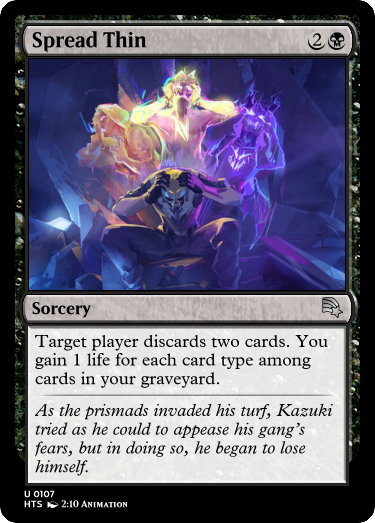 Spread Thin 2
Sorcery
Target player discards two cards. You
gain 1 life for each card type among
cards in your graveyard.
As the prismads invaded his turf, Kazuki
tried as he could to appease his gang's
fears, but in doing so, he began to lose
himself.
U 0107
HTS 2:10 Animation